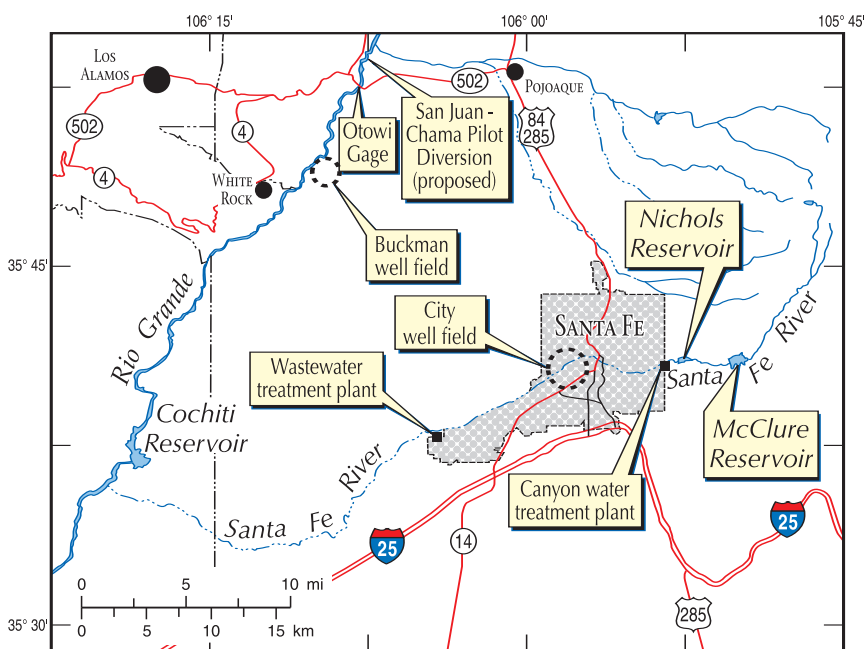 106° 15'
106° 00'
105° 45'
LOS
ALAMOS
502
POJOAQUE
502
4
84
285
Otowi
Gage
San Juan -
Chama Pilot
Diversion
(proposed)
4
WHITE
ROCK
Nichols
Reservoir
Buckman
well field
35° 45'
Rio Grande
City
well field
SANTA FE
Santa Fe River
Wastewater
treatment plant
Cochiti
Reservoir
McClure
Reservoir
Canyon water
treatment plant
Santa Fe River
25
14
25
0 5 10 mi
285
0 5 10 15 km
35° 30'